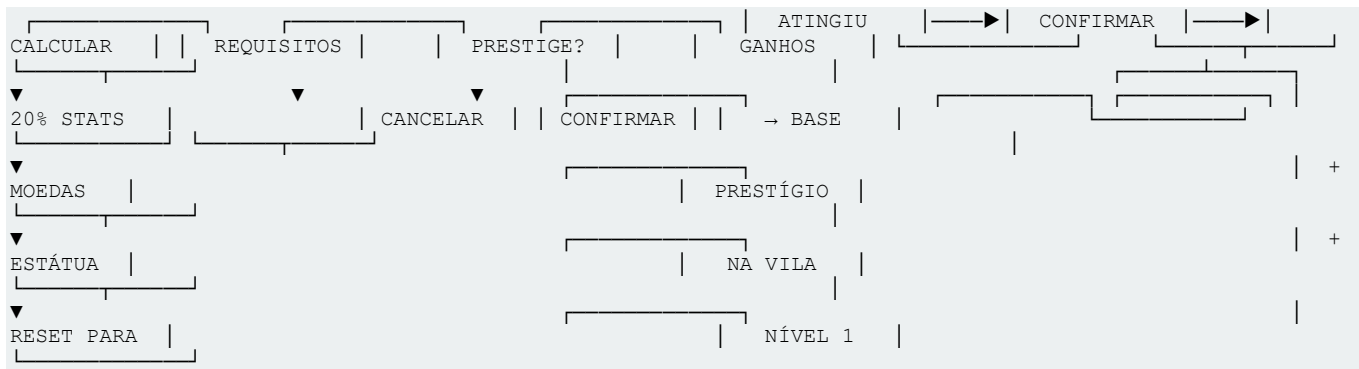 ATINGIU CONFIRMAR
CALCULAR REQUISITOS PRESTIGE? GANHOS
20% STATS CANCELAR CONFIRMAR → BASE
+
MOEDAS PRESTÍGIO
+
ESTÁTUA NA VILA
RESET PARA NÍVEL 1